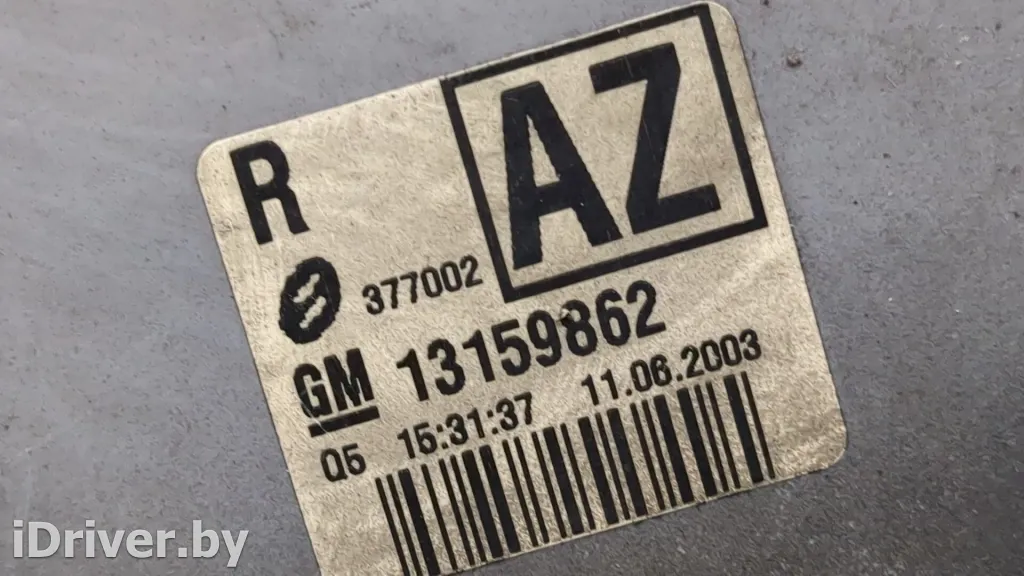 R
AZ
377002
GM 13159862
Q5 15:31:37 11.06.2003
iDriver.by